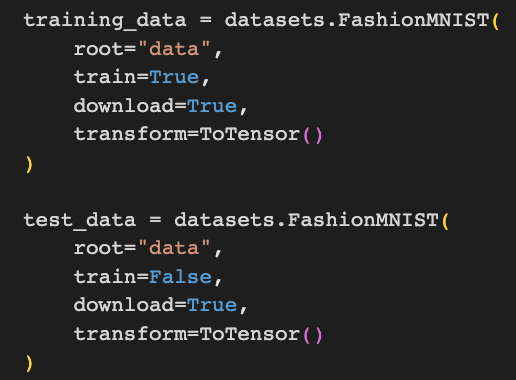 training_data = datasets.FashionMNIST(
    root="data",
    train=True,
    download=True,
    transform=ToTensor()
)

test_data = datasets.FashionMNIST(
    root="data",
    train=False,
    download=True,
    transform=ToTensor()
)